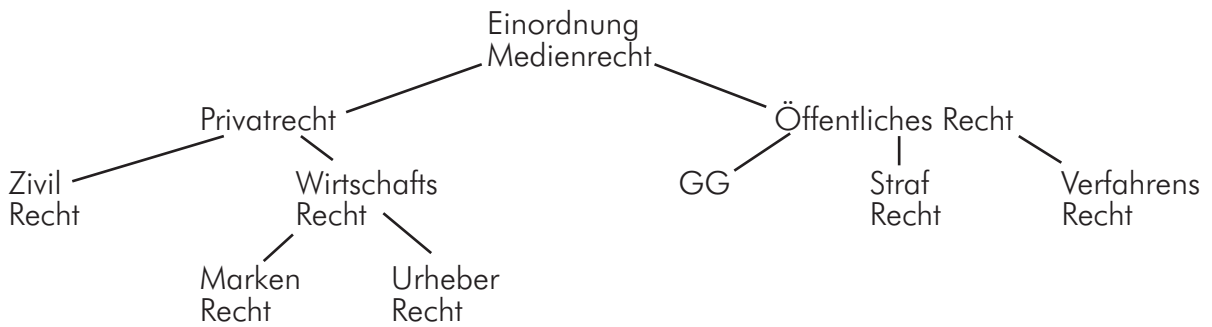 Einordnung
Medienrecht
Privatrecht
Öffentliches Recht
Zivil
Recht
Wirtschafts
Recht
GG
Straf
Recht
Verfahrens
Recht
Marken
Recht
Urheber
Recht